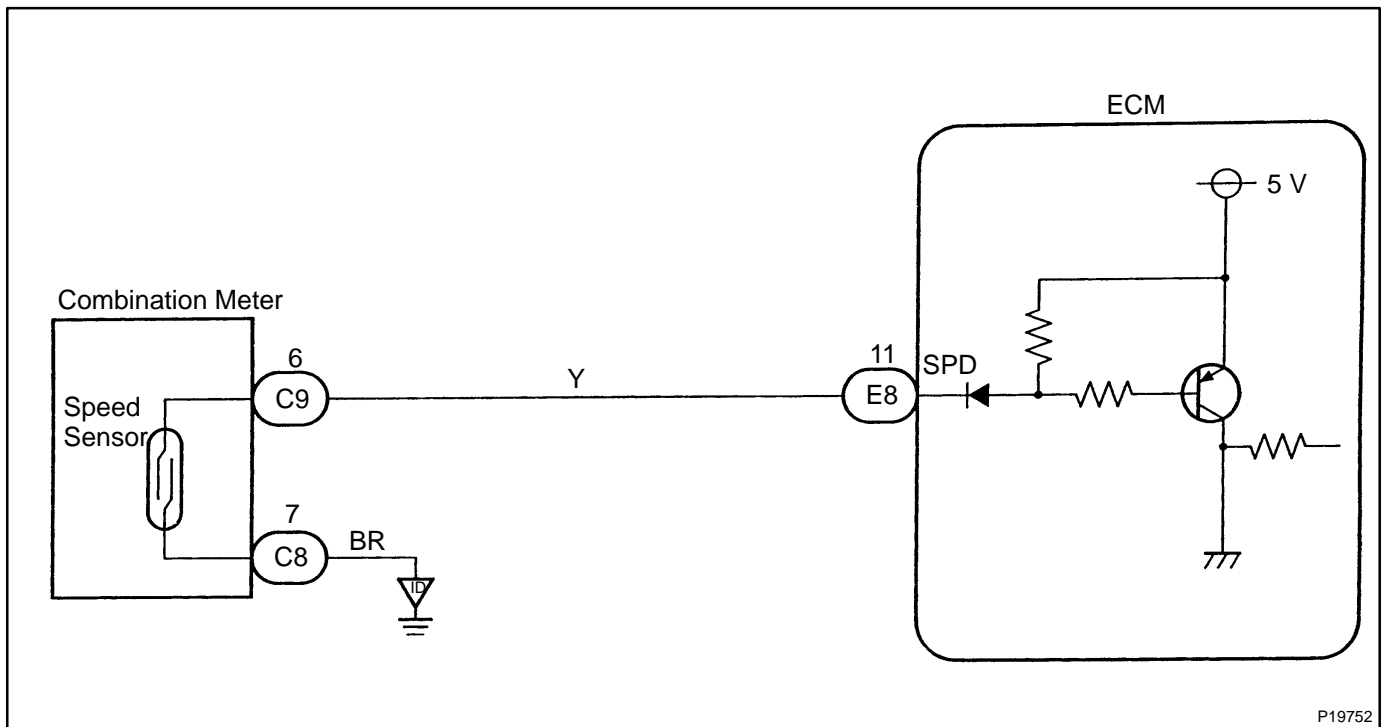 ECM
5 V
Combination Meter
6
C9
Y
11
E8
SPD
Speed
Sensor
7
C8
BR
ID
P19752